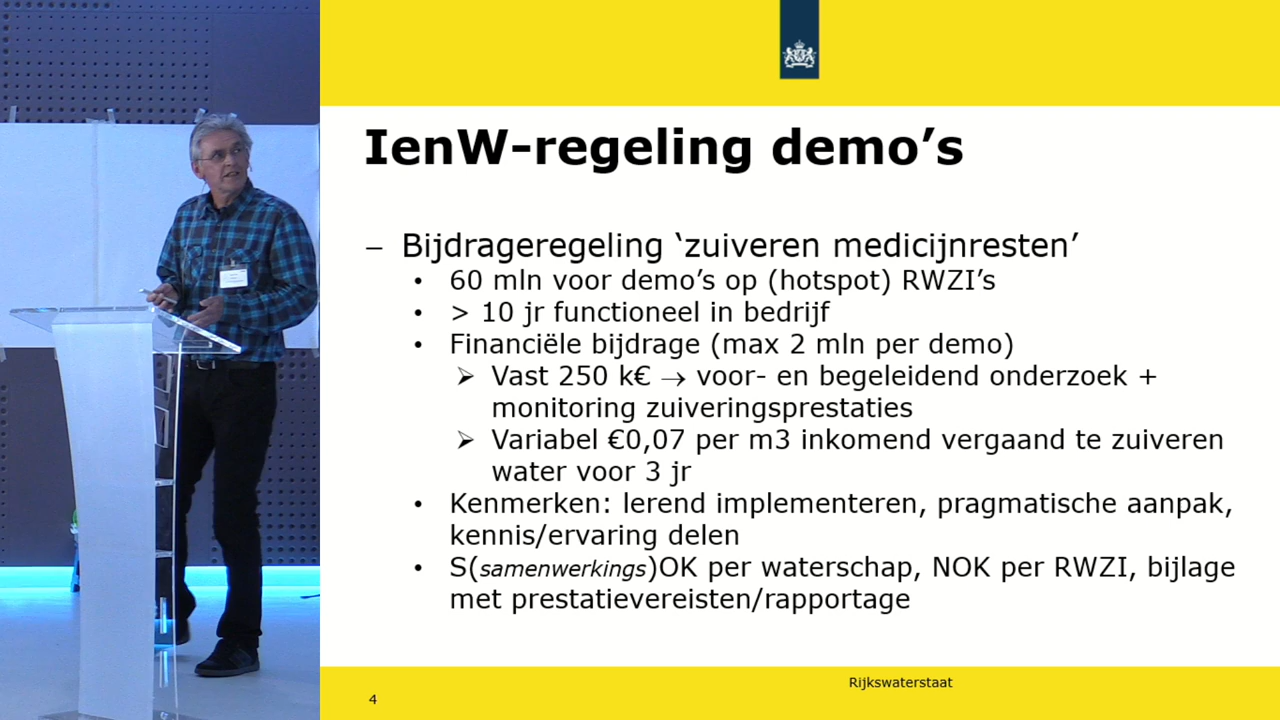 IenW-regeling demo’s
– Bijdrageregeling ‘zuiveren medicijnresten’
• 60 mln voor demo’s op (hotspot) RWZI’s
• > 10 jr functioneel in bedrijf
• Financiële bijdrage (max 2 mln per demo)
➢ Vast 250 k€ → voor- en begeleidend onderzoek +
monitoring zuiveringsprestaties
➢ Variabel €0,07 per m3 inkomend vergaand te zuiveren
water voor 3 jr
• Kenmerken: lerend implementeren, pragmatische aanpak,
kennis/ervaring delen
• S(samenwerkings)OK per waterschap, NOK per RWZI, bijlage
met prestatievereisten/rapportage
Rijkswaterstaat
4